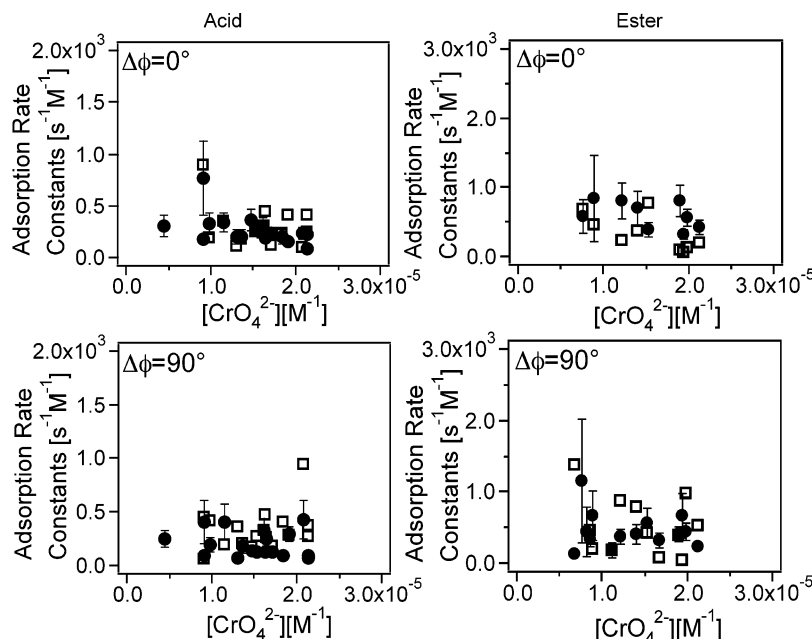 Acid
Ester
Δϕ=0°
2.0x10³
1.5
1.0
0.5
0.0
Adsorption Rate
Constants [s⁻¹M⁻¹]
0.0 1.0 2.0 3.0x10⁻⁵
[CrO₄²⁻][M⁻¹]
Δϕ=0°
3.0x10³
2.0
1.0
0.0
Adsorption Rate
Constants [s⁻¹M⁻¹]
0.0 1.0 2.0 3.0x10⁻⁵
[CrO₄²⁻][M⁻¹]
Δϕ=90°
2.0x10³
1.5
1.0
0.5
0.0
Adsorption Rate
Constants [s⁻¹M⁻¹]
0.0 1.0 2.0 3.0x10⁻⁵
[CrO₄²⁻][M⁻¹]
Δϕ=90°
3.0x10³
2.0
1.0
0.0
Adsorption Rate
Constants [s⁻¹M⁻¹]
0.0 1.0 2.0 3.0x10⁻⁵
[CrO₄²⁻][M⁻¹]